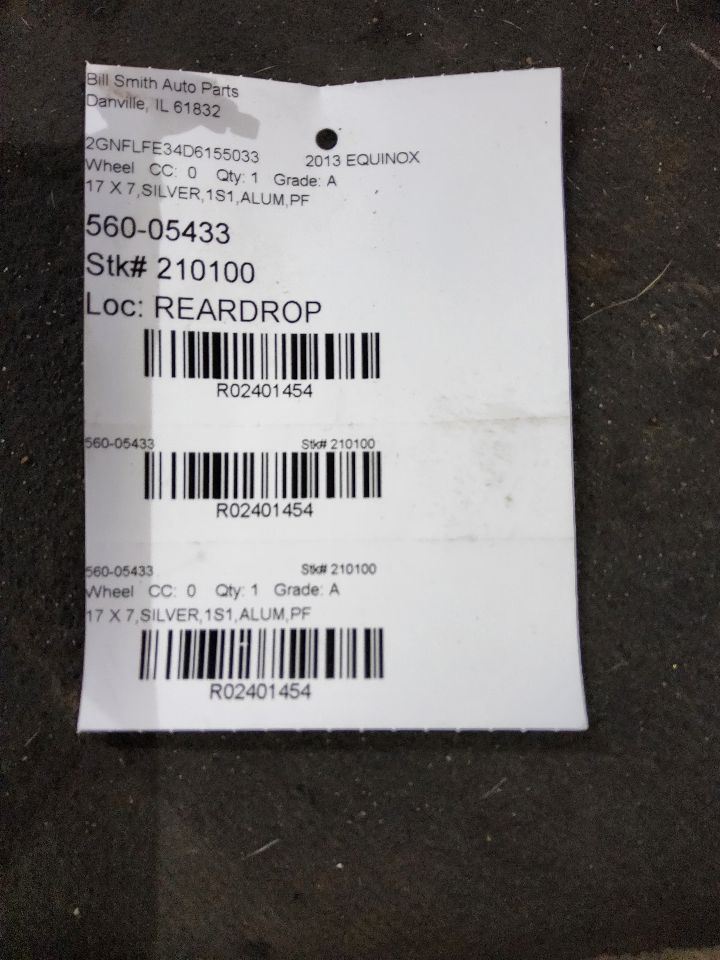 Bill Smith Auto Parts
Danville, IL 61832
2GNFLFE34D6155033 2013 EQUINOX
Wheel CC: 0 Qty: 1 Grade: A
17 X 7,SILVER,1S1,ALUM,PF
560-05433
Stk# 210100
Loc: REARDROP
R02401454
560-05433 Stk# 210100
R02401454
560-05433 Stk# 210100
Wheel CC: 0 Qty: 1 Grade: A
17 X 7,SILVER,1S1,ALUM,PF
R02401454